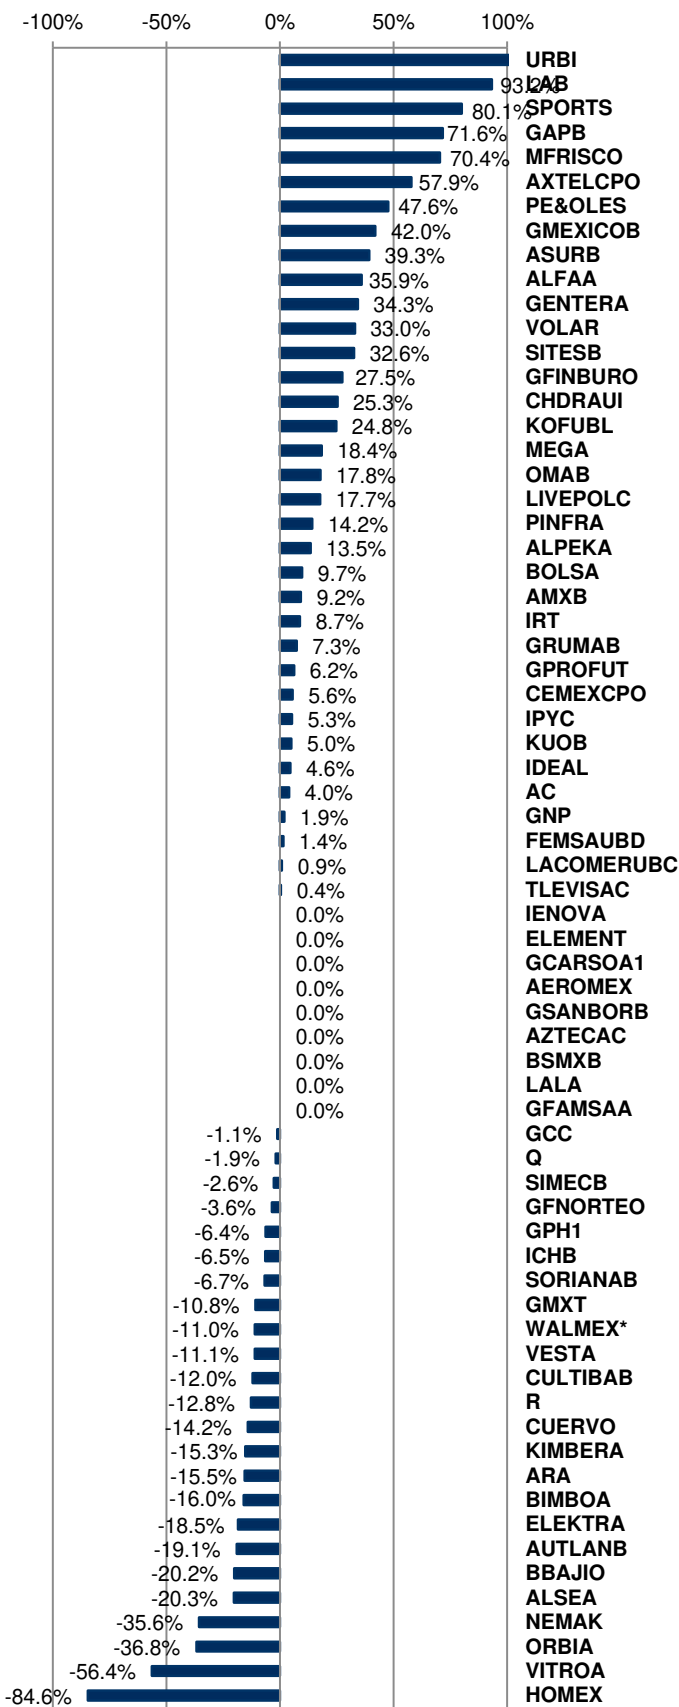 -100% -50% 0% 50% 100%
URBI
93.2% LAB
80.1% SPORTS
71.6% GAPB
70.4% MFRISCO
57.9% AXTELCPO
47.6% PE&OLES
42.0% GMEXICOB
39.3% ASURB
35.9% ALFAA
34.3% GENTERA
33.0% VOLAR
32.6% SITESB
27.5% GFINBURO
25.3% CHDRAUI
24.8% KOFUBL
18.4% MEGA
17.8% OMAB
17.7% LIVEPOLC
14.2% PINFRA
13.5% ALPEKA
9.7% BOLSA
9.2% AMXB
8.7% IRT
7.3% GRUMAB
6.2% GPROFUT
5.6% CEMEXCPO
5.3% IPYC
5.0% KUOB
4.6% IDEAL
4.0% AC
1.9% GNP
1.4% FEMSAUBD
0.9% LACOMERUBC
0.4% TLEVISAC
0.0% IENOVA
0.0% ELEMENT
0.0% GCARSOA1
0.0% AEROMEX
0.0% GSANBORB
0.0% AZTECAC
0.0% BSMXB
0.0% LALA
0.0% GFAMSAA
-1.1% GCC
-1.9% Q
-2.6% SIMECB
-3.6% GFNORTEO
-6.4% GPH1
-6.5% ICHB
-6.7% SORIANAB
-10.8% GMXT
-11.0% WALMEX*
-11.1% VESTA
-12.0% CULTIBAB
-12.8% R
-14.2% CUERVO
-15.3% KIMBERA
-15.5% ARA
-16.0% BIMBOA
-18.5% ELEKTRA
-19.1% AUTLANB
-20.2% BBAJIO
-20.3% ALSEA
-35.6% NEMAK
-36.8% ORBIA
-56.4% VITROA
-84.6% HOMEX